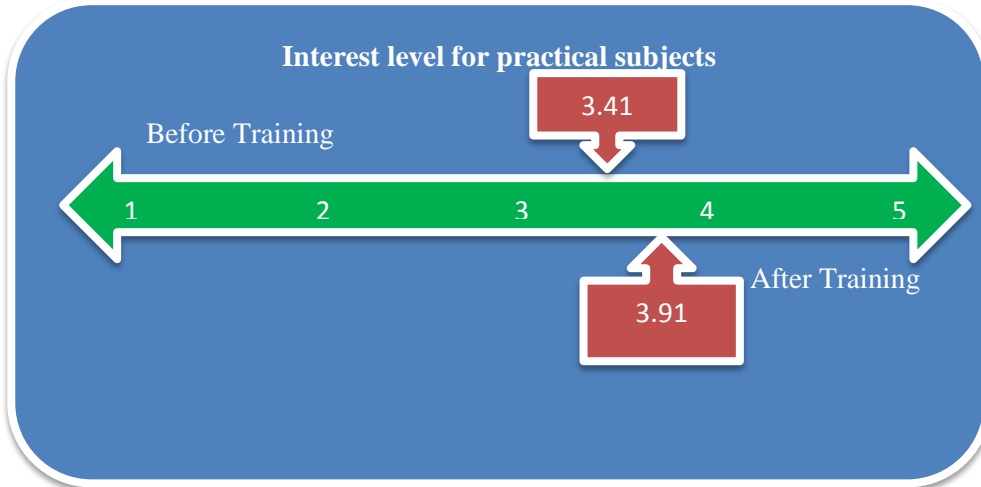 Interest level for practical subjects
3.41
Before Training
1 2 3 4 5
After Training
3.91